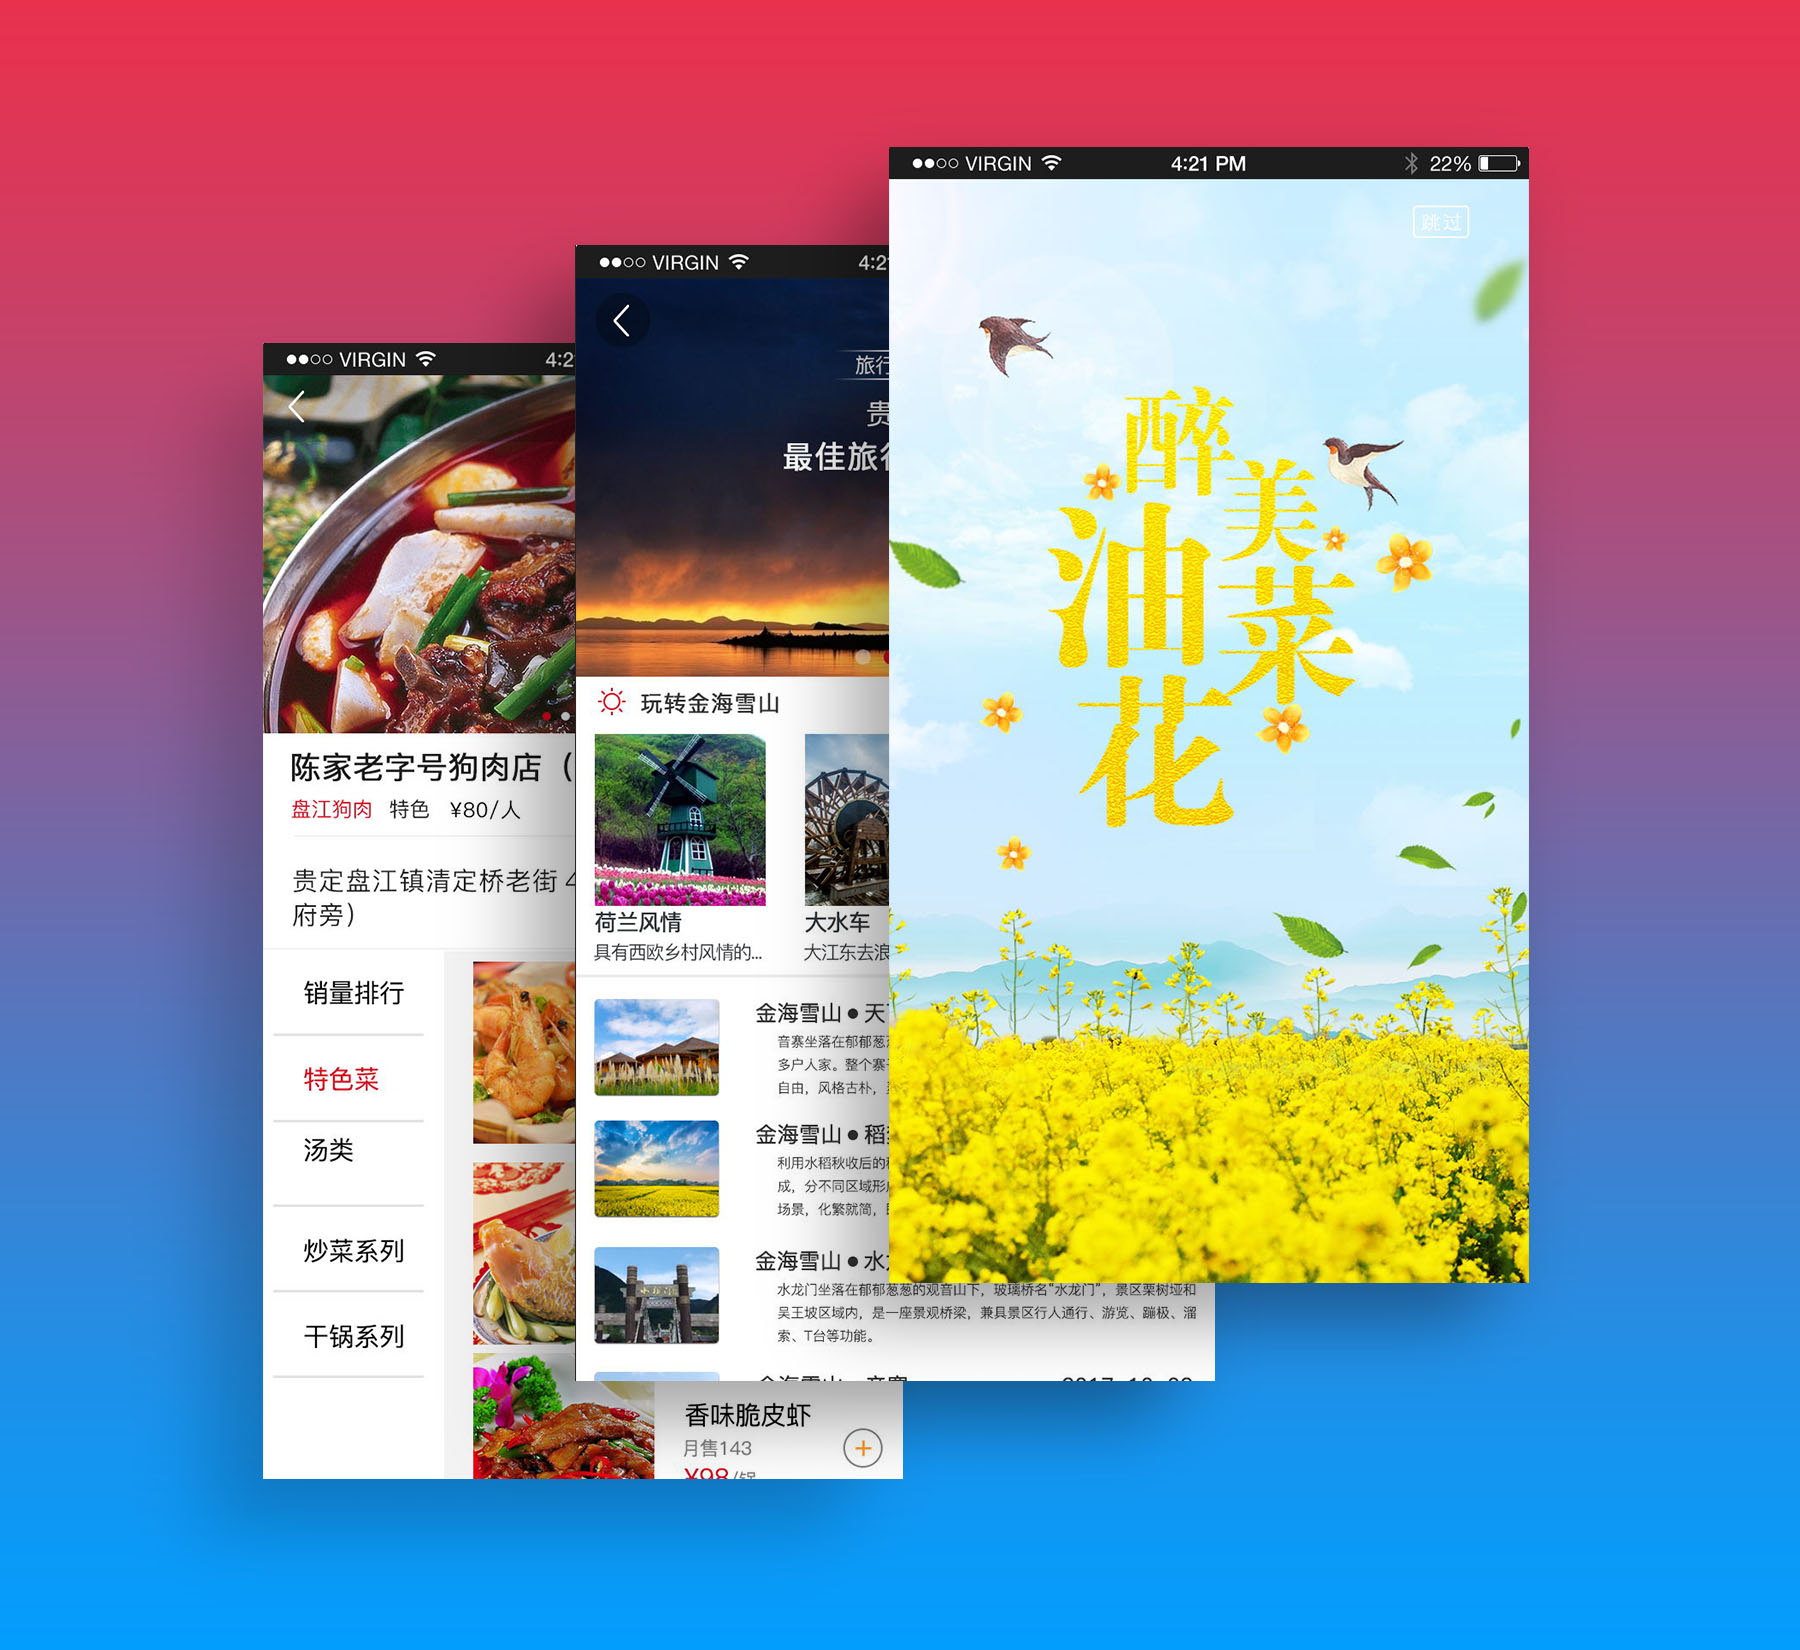 VIRGIN
4:2
陈家老字号狗肉店（
盘江狗肉 特色 ¥80/人
贵定盘江镇清定桥老街 4
府旁）
销量排行
特色菜
汤类
炒菜系列
干锅系列
香味脆皮虾
月售143
¥98/锅
VIRGIN
4:2
旅行
贵
最佳旅行
玩转金海雪山
荷兰风情
具有西欧乡村风情的...
大水车
大江东去浪
金海雪山●天
音寨坐落在郁郁葱葱
多户人家。整个寨
自由，风格古朴，
金海雪山●稻
利用水稻秋收后的
成，分不同区域形
场景，化繁就简，
金海雪山●水
水龙门坐落在郁郁葱葱的观音山下，玻璃桥名“水龙门”，景区栗树垭和
吴王坡区域内，是一座景观桥梁，兼具景区行人通行、游览、蹦极、溜
索、T台等功能。
金海雪山
VIRGIN 4:21 PM 22%
跳过
醉美
油菜
花